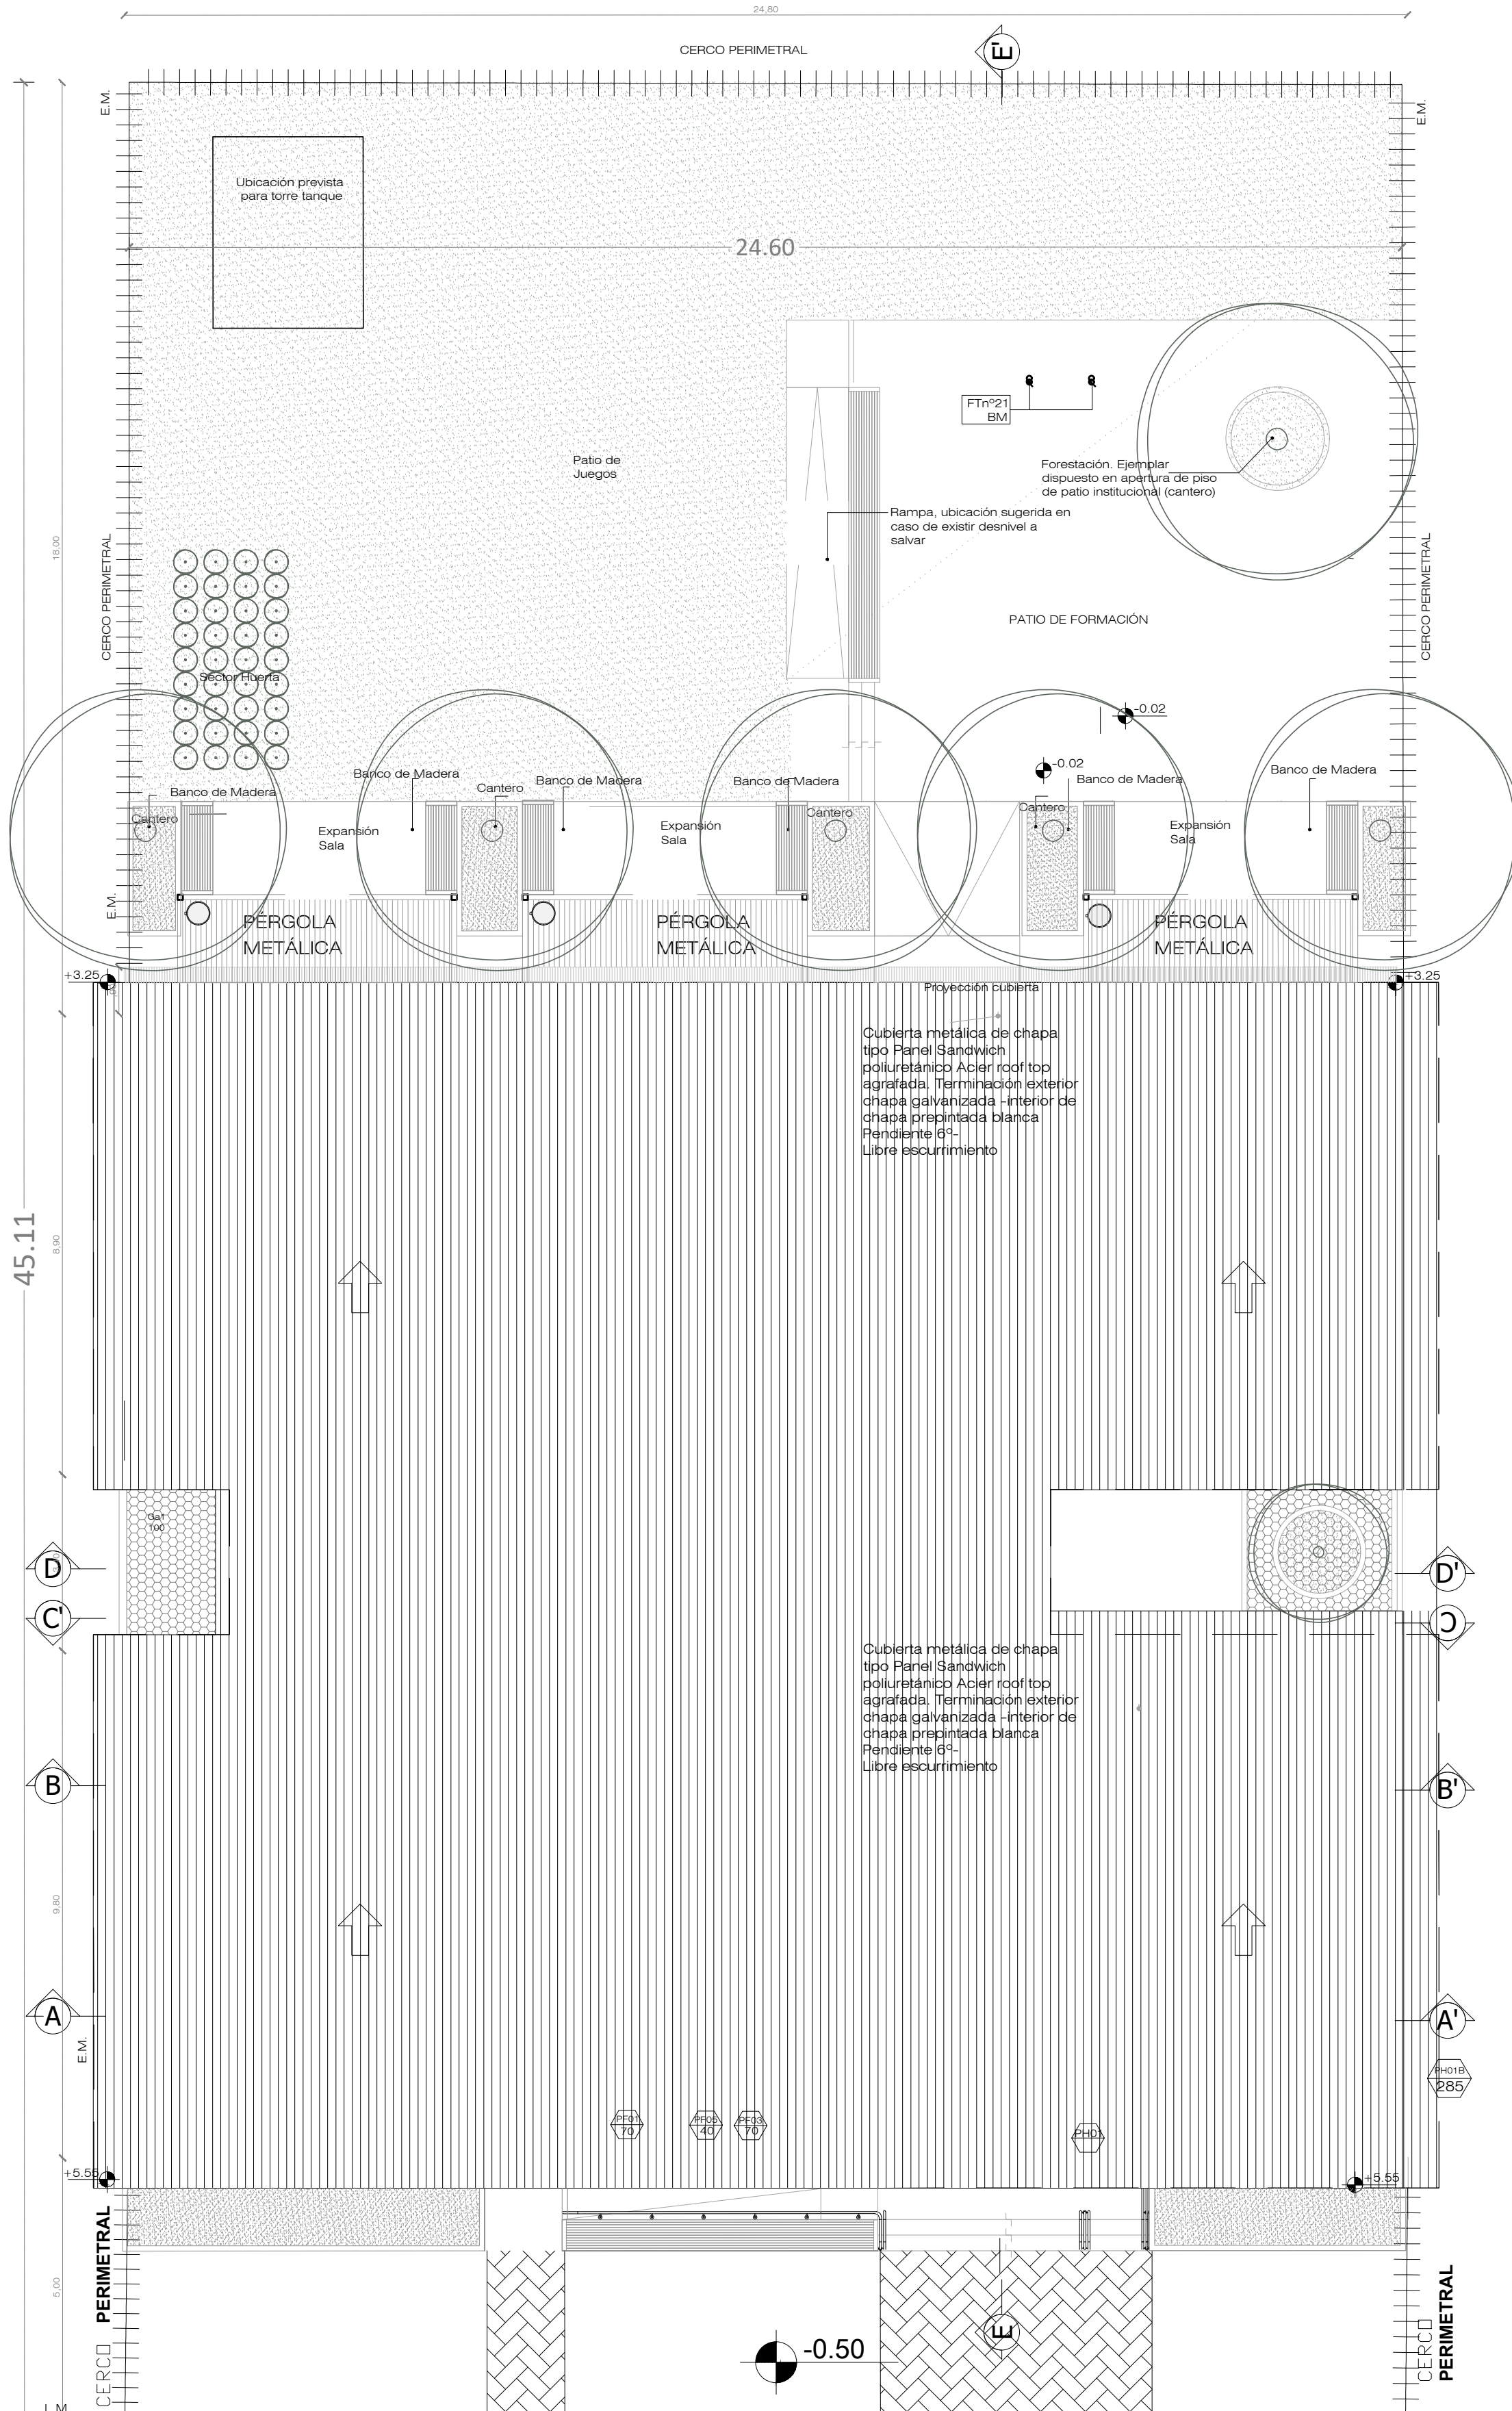 24,80
CERCO PERIMETRAL
E'
E.M.
E.M.
Ubicación prevista
para torre tanque
24.60
FTnº21
BM
Patio de
Juegos
Forestación. Ejemplar
dispuesto en apertura de piso
de patio institucional (cantero)
Rampa, ubicación sugerida en
caso de existir desnivel a
salvar
18,00
CERCO PERIMETRAL
CERCO PERIMETRAL
PATIO DE FORMACIÓN
Sector Huerta
-0.02
-0.02
Banco de Madera
Banco de Madera
Cantero
Banco de Madera
Banco de Madera
Banco de Madera
Banco de Madera
Cantero
Cantero
Cantero
Expansión
Sala
Expansión
Sala
Expansión
Sala
E.M.
PÉRGOLA
METÁLICA
PÉRGOLA
METÁLICA
PÉRGOLA
METÁLICA
+3.25
+3.25
Proyección cubierta
Cubierta metálica de chapa
tipo Panel Sandwich
poliuretánico Acier roof top
agrafada. Terminación exterior
chapa galvanizada -interior de
chapa prepintada blanca
Pendiente 6º-
Libre escurrimiento
45.11
8,90
Ga1
100
D
D'
C'
C
Cubierta metálica de chapa
tipo Panel Sandwich
poliuretánico Acier roof top
agrafada. Terminación exterior
chapa galvanizada -interior de
chapa prepintada blanca
Pendiente 6º-
Libre escurrimiento
B
B'
9,80
A
A'
E.M.
PH01B
285
PF01
70
PF05
40
PF03
70
PH01
+5.55
+5.55
CERCO PERIMETRAL
CERCO PERIMETRAL
5,00
E
-0.50
L.M.